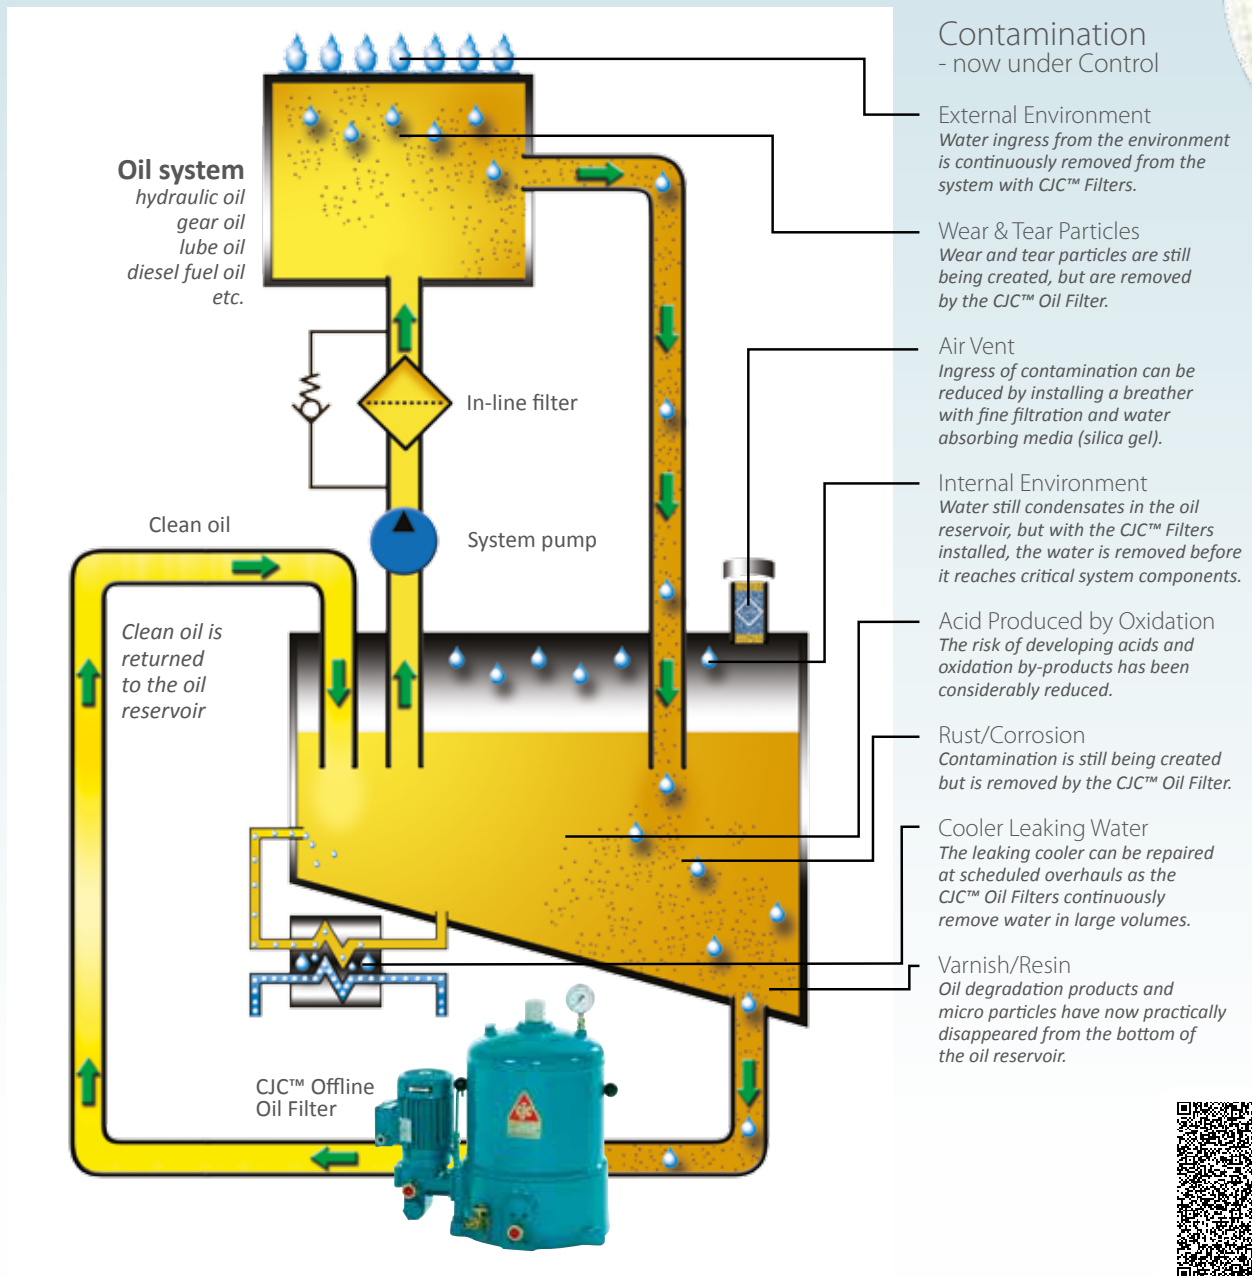 Contamination
- now under Control
External Environment
Water ingress from the environment
is continuously removed from the
system with CJC™ Filters.
Wear & Tear Particles
Wear and tear particles are still
being created, but are removed
by the CJC™ Oil Filter.
Air Vent
Ingress of contamination can be
reduced by installing a breather
with fine filtration and water
absorbing media (silica gel).
Internal Environment
Water still condensates in the oil
reservoir, but with the CJC™ Filters
installed, the water is removed before
it reaches critical system components.
Acid Produced by Oxidation
The risk of developing acids and
oxidation by-products has been
considerably reduced.
Rust/Corrosion
Contamination is still being created
but is removed by the CJC™ Oil Filter.
Cooler Leaking Water
The leaking cooler can be repaired
at scheduled overhauls as the
CJC™ Oil Filters continuously
remove water in large volumes.
Varnish/Resin
Oil degradation products and
micro particles have now practically
disappeared from the bottom of
the oil reservoir.
Oil system
hydraulic oil
gear oil
lube oil
diesel fuel oil
etc.
In-line filter
System pump
Clean oil
Clean oil is
returned
to the oil
reservoir
CJC™ Offline
Oil Filter
cjc